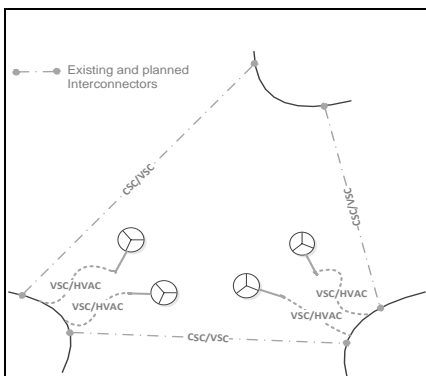 Existing and planned
Interconnectors
CSC/VSC
CSC/VSC
VSC/HVAC
VSC/HVAC
VSC/HVAC
VSC/HVAC
CSC/VSC